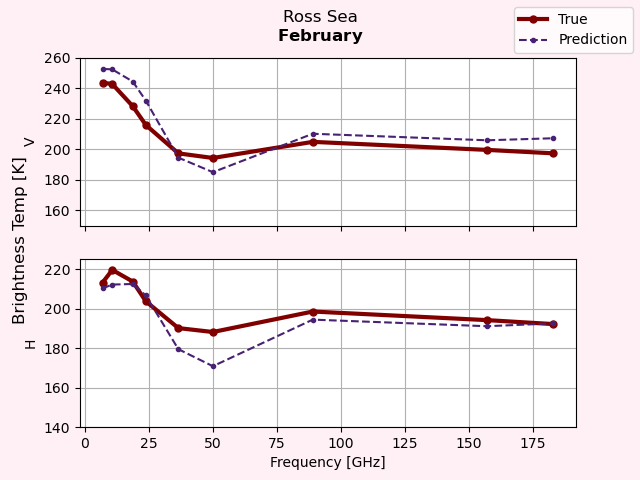 Ross Sea
February
True
Prediction
Brightness Temp [K]
V
260
240
220
200
180
160
H
220
200
180
160
140
0 25 50 75 100 125 150 175
Frequency [GHz]